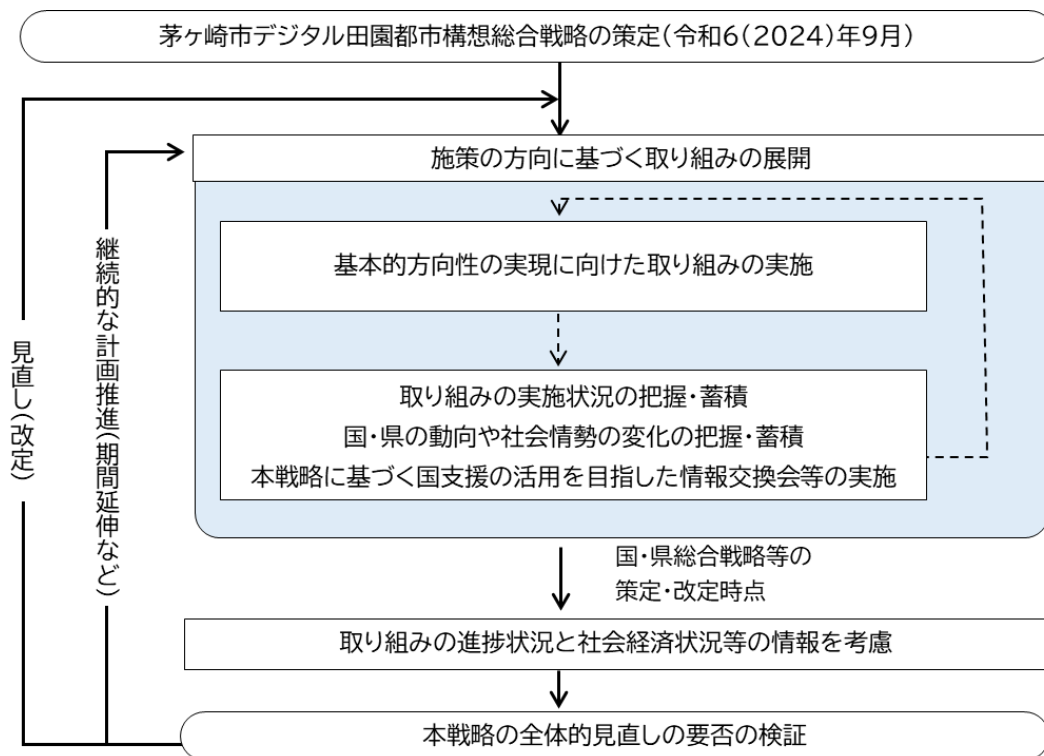 茅ヶ崎市デジタル田園都市構想総合戦略の策定(令和6(2024)年9月)
施策の方向に基づく取り組みの展開
基本的方向性の実現に向けた取り組みの実施
取り組みの実施状況の把握・蓄積
国・県の動向や社会情勢の変化の把握・蓄積
本戦略に基づく国支援の活用を目指した情報交換会等の実施
継続的な計画推進(期間延伸など)
見直し(改定)
国・県総合戦略等の
策定・改定時点
取り組みの進捗状況と社会経済状況等の情報を考慮
本戦略の全体的見直しの要否の検証